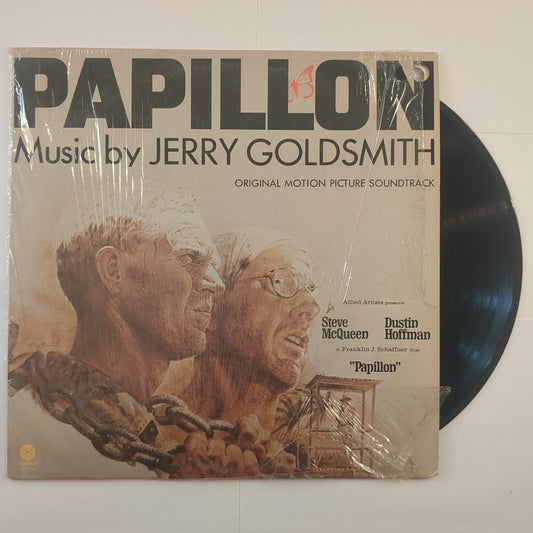 PAPILLON
Music by JERRY GOLDSMITH
ORIGINAL MOTION PICTURE SOUNDTRACK
Allied Artists presents
Steve McQueen
Dustin Hoffman
A Franklin J. Schaffner film
"Papillon"